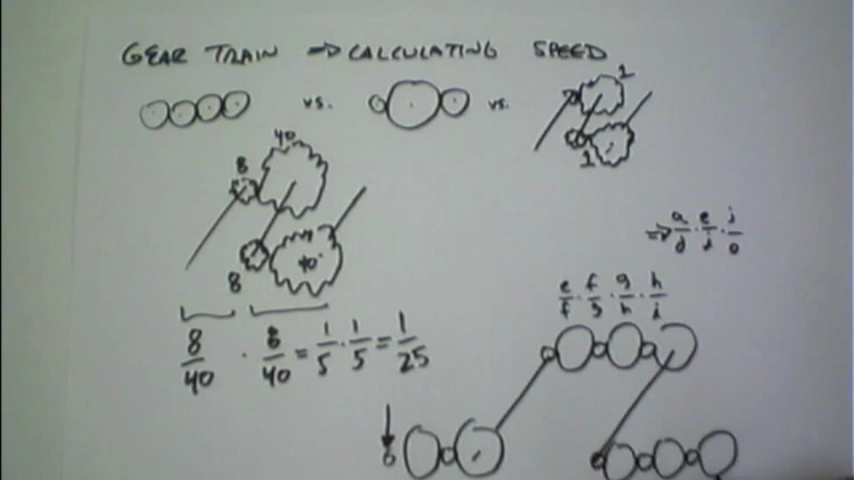 GEAR TRAIN → CALCULATING SPEED
vs. vs. 1
1
40
8
8 40
8/40 · 8/40 = 1/5 · 1/5 = 1/25
⇒ a/d · e/i · j/o
e/f · f/g · g/h · h/i